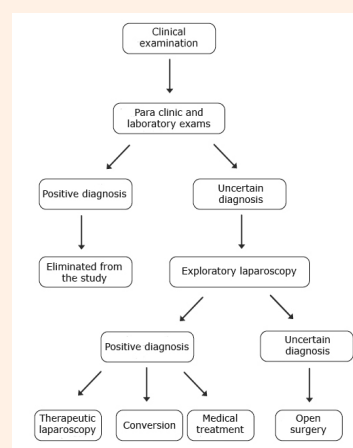 Clinical
examination
Para clinic and
laboratory exams
Positive diagnosis
Uncertain
diagnosis
Eliminated from
the study
Exploratory laparoscopy
Positive diagnosis
Uncertain
diagnosis
Therapeutic
laparoscopy
Conversion
Medical
treatment
Open
surgery